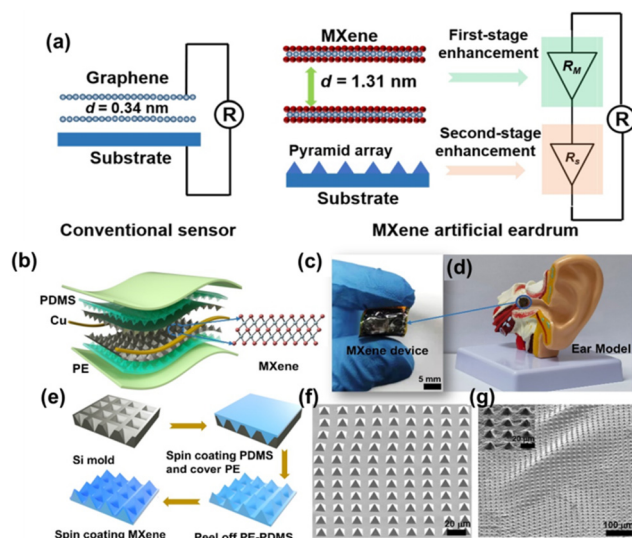 (a)
Graphene
d = 0.34 nm
Substrate
R
Conventional sensor
MXene
d = 1.31 nm
Pyramid array
Substrate
First-stage
enhancement
Second-stage
enhancement
RM
Rs
R
MXene artificial eardrum
(b)
PDMS
Cu
PE
MXene
(c)
MXene device
5 mm
(d)
Ear Model
(e)
Si mold
Spin coating PDMS
and cover PE
Spin coating MXene
Peel off PE-PDMS
(f)
20 μm
(g)
20 μm
100 μm